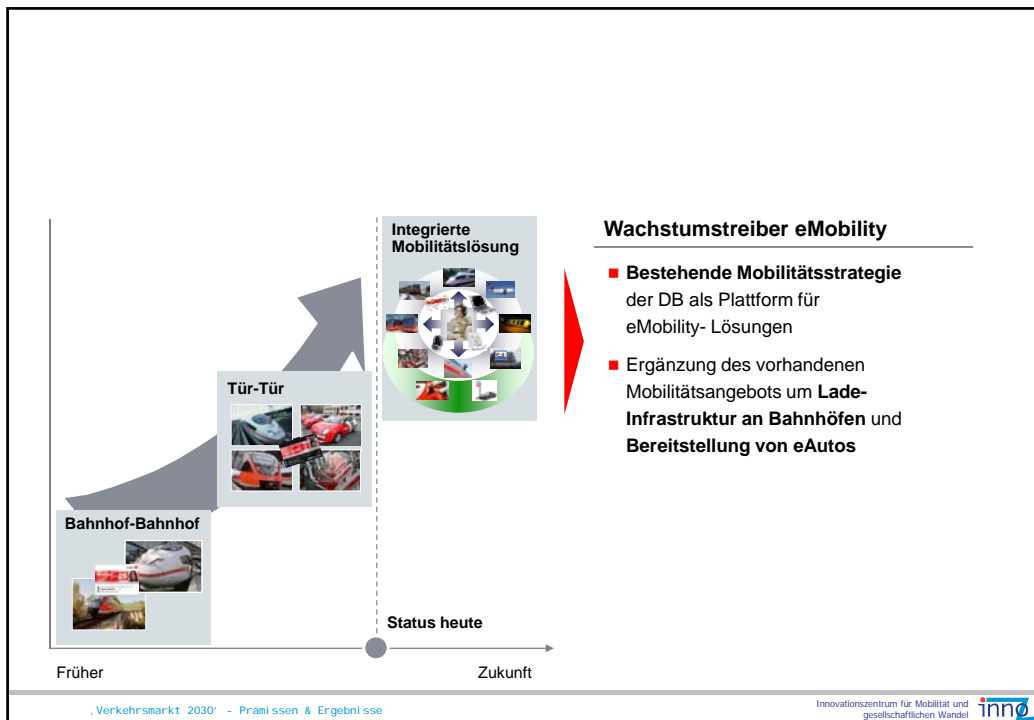 Integrierte
Mobilitätslösung
Tür-Tür
Bahnhof-Bahnhof
Status heute
Früher
Zukunft
Wachstumstreiber eMobility
Bestehende Mobilitätsstrategie
der DB als Plattform für
eMobility- Lösungen
Ergänzung des vorhandenen
Mobilitätsangebots um Lade-
Infrastruktur an Bahnhöfen und
Bereitstellung von eAutos
‚Verkehrsmarkt 2030‘ - Prämissen & Ergebnisse
Innovationszentrum für Mobilität und
gesellschaftlichen Wandel
innoz